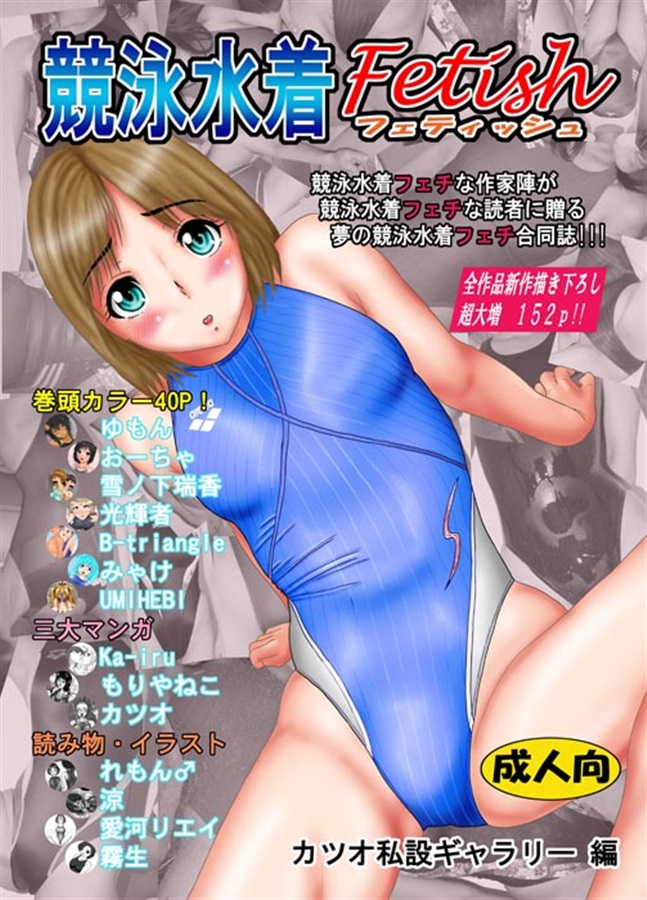 競泳水着 Fetish
フェティッシュ
競泳水着フェチな作家陣が
競泳水着フェチな読者に贈る
夢の競泳水着フェチ合同誌!!!
全作品新作描き下ろし
超大増 152p!!
巻頭カラー40P!
ゆもん
おーちゃ
雪ノ下瑞香
光輝者
B-triangle
みゃけ
UMIHEBI
三大マンガ
Ka-iru
もりやねこ
カツオ
読み物・イラスト
れもん♂
涼
愛河リエイ
霧生
arena
成人向
カツオ私設ギャラリー 編